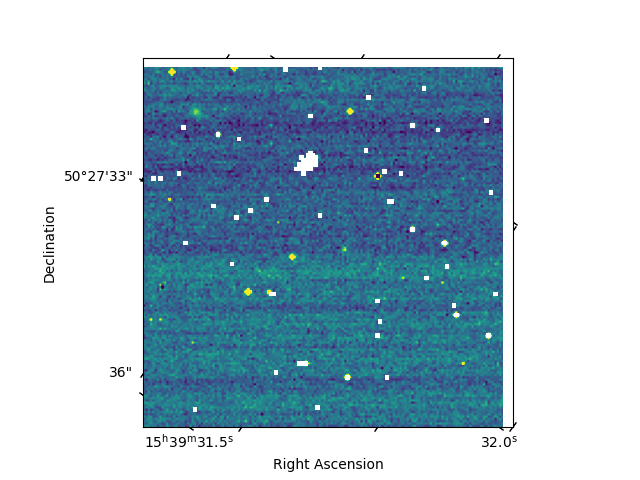 50°27'33"
Declination
36"
15ʰ39ᵐ31.5ˢ
32.0ˢ
Right Ascension